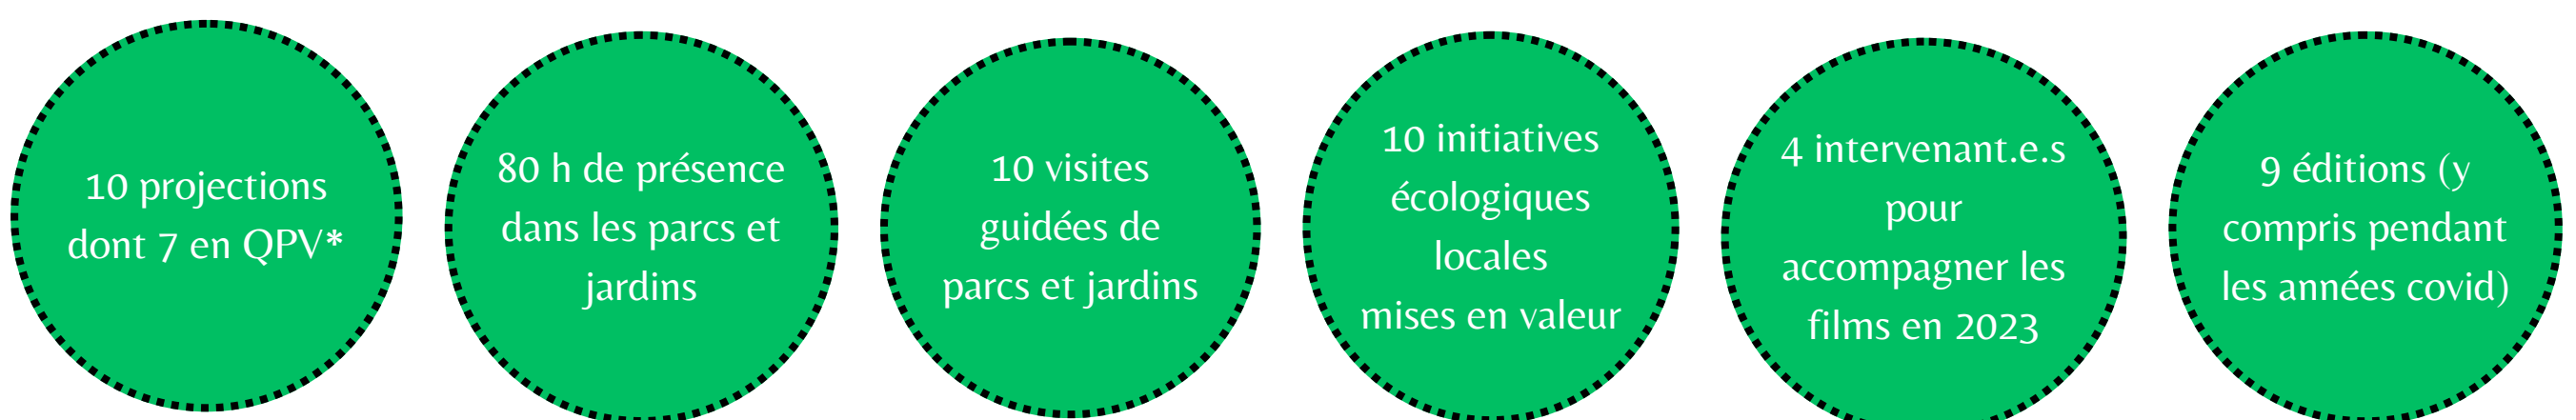 10 projections
dont 7 en QPV*
80 h de présence
dans les parcs et
jardins
10 visites
guidées de
parcs et jardins
10 initiatives
écologiques
locales
mises en valeur
4 intervenant.e.s
pour
accompagner les
films en 2023
9 éditions (y
compris pendant
les années covid)